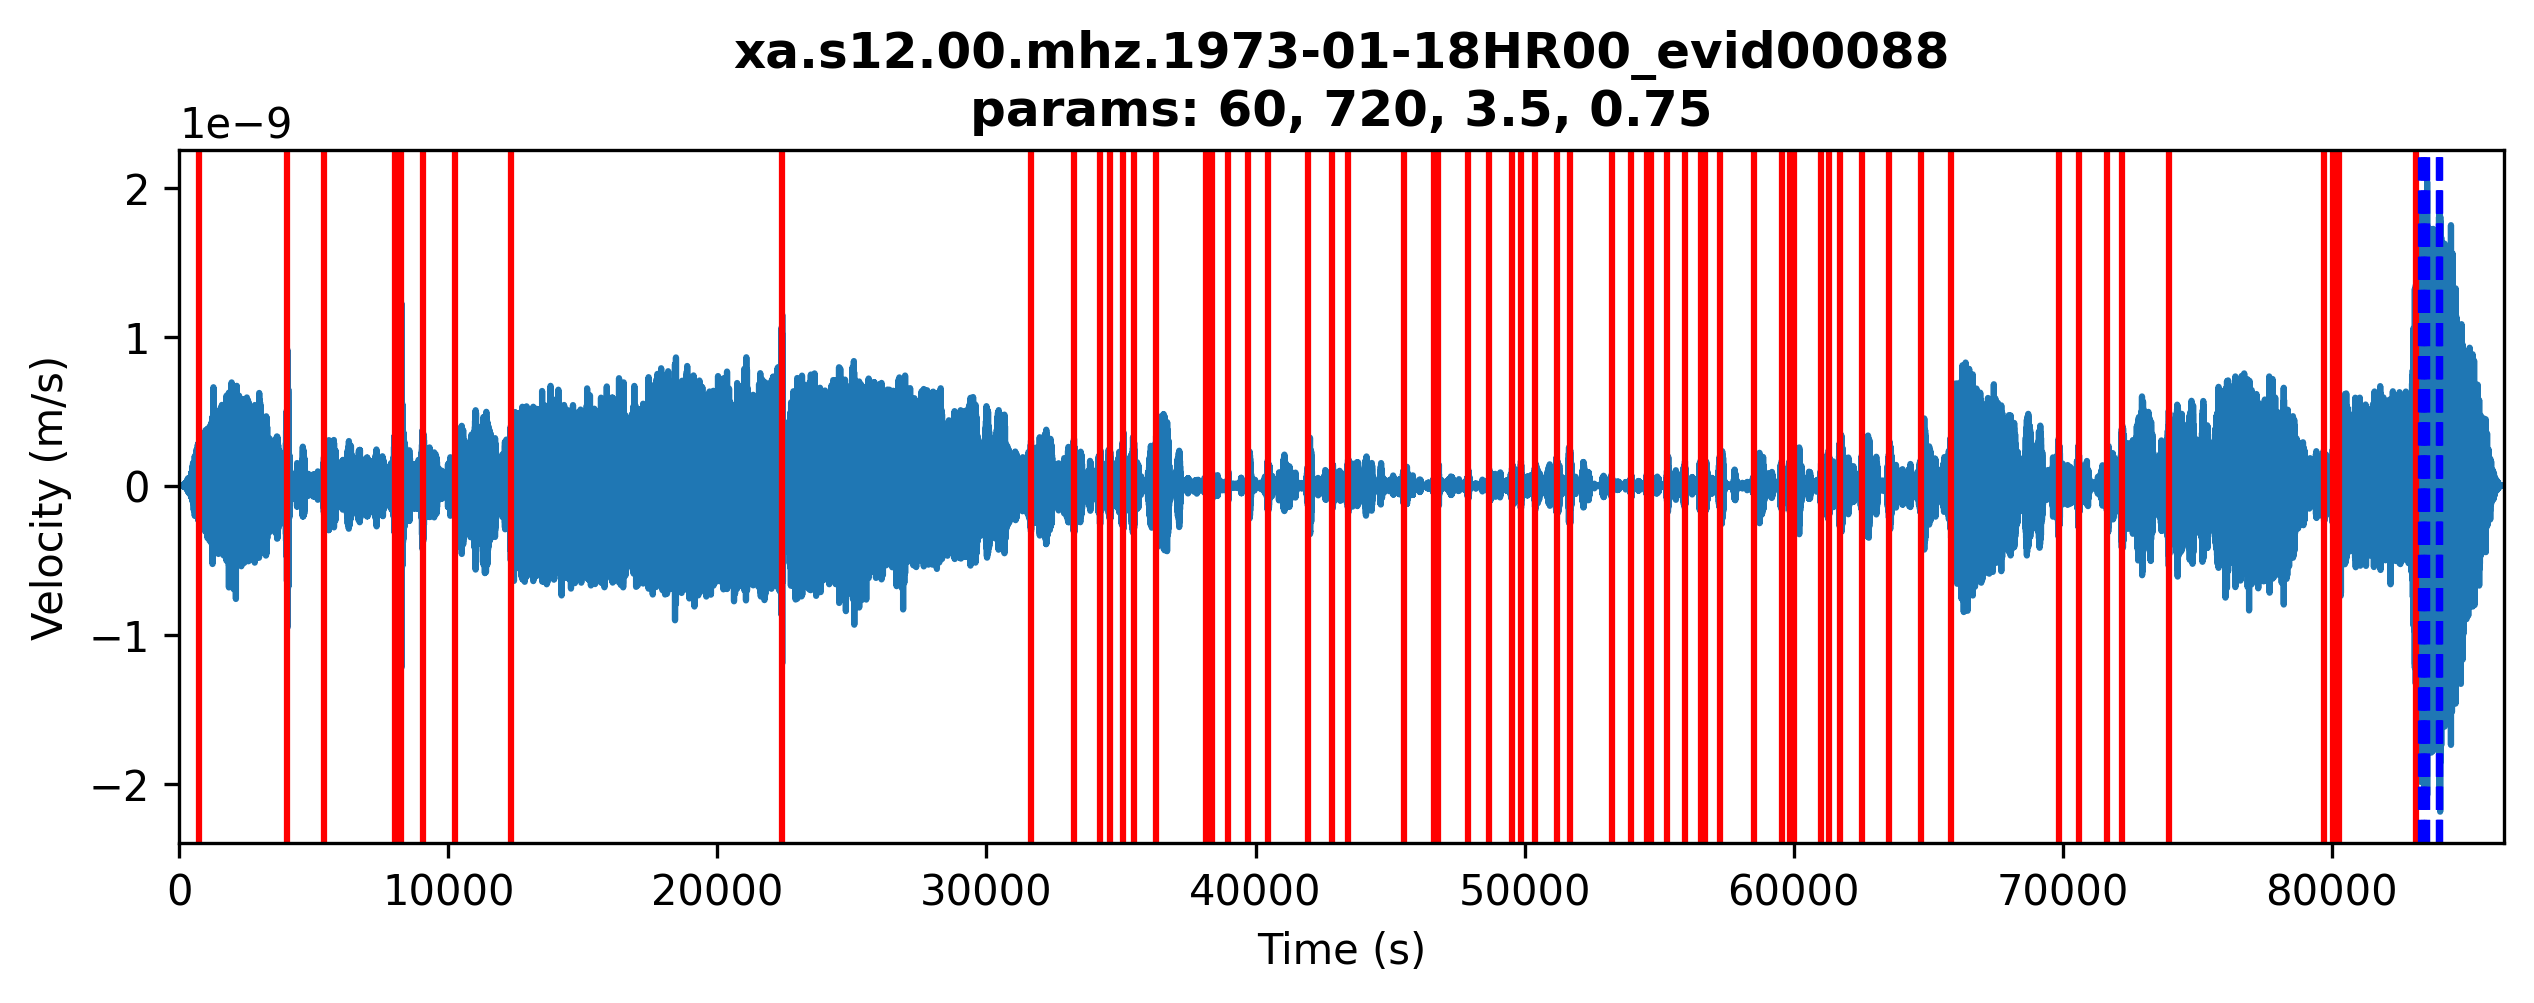 xa.s12.00.mhz.1973-01-18HR00_evid00088
params: 60, 720, 3.5, 0.75
1e−9
2
1
0
−1
−2
Velocity (m/s)
0 10000 20000 30000 40000 50000 60000 70000 80000
Time (s)